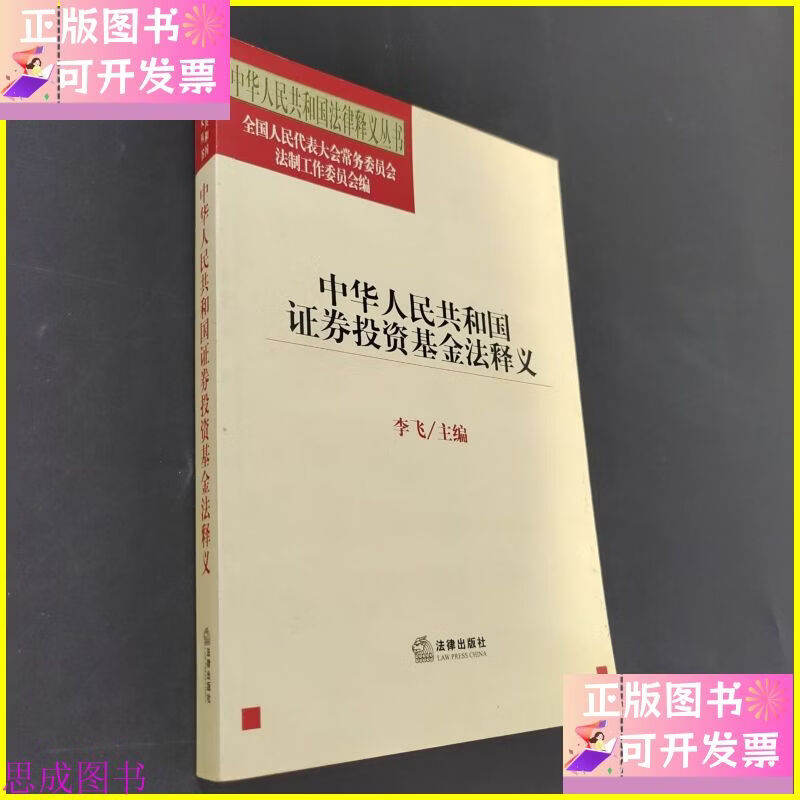 正版图书
可开发票
中华人民共和国法律释义丛书
全国人民代表大会常务委员会
法制工作委员会编
中华人民共和国
证券投资基金法释义
李飞/主编
法律出版社
LAW PRESS CHINA
中华人民共和国证券投资基金法释义
法律出版社
正版图书
可开发票
思成图书